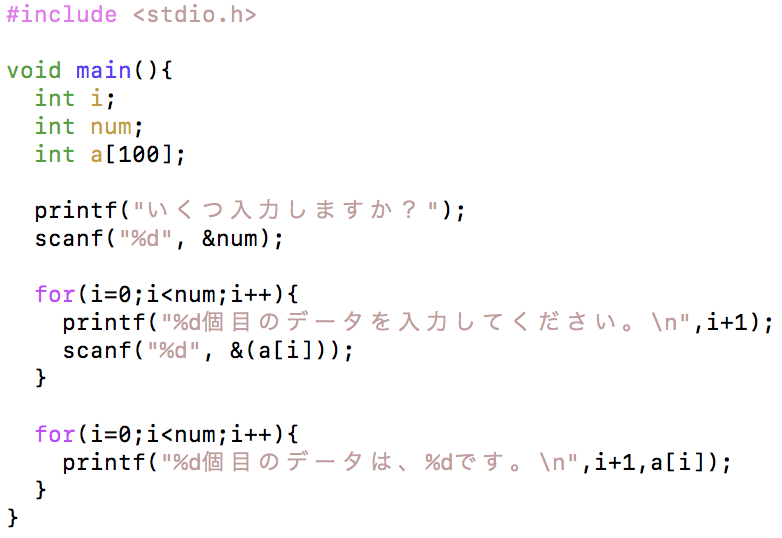 #include <stdio.h>

void main(){
  int i;
  int num;
  int a[100];

  printf("いくつ入力しますか？");
  scanf("%d", &num);

  for(i=0;i<num;i++){
    printf("%d個目のデータを入力してください。\n",i+1);
    scanf("%d", &(a[i]));
  }

  for(i=0;i<num;i++){
    printf("%d個目のデータは、%dです。\n",i+1,a[i]);
  }
}